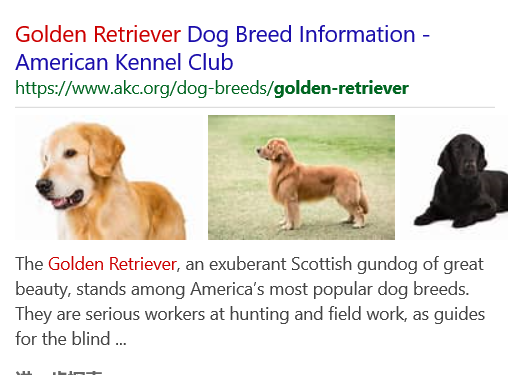 Golden Retriever Dog Breed Information -
American Kennel Club
https://www.akc.org/dog-breeds/golden-retriever
The Golden Retriever, an exuberant Scottish gundog of great
beauty, stands among America's most popular dog breeds.
They are serious workers at hunting and field work, as guides
for the blind ...